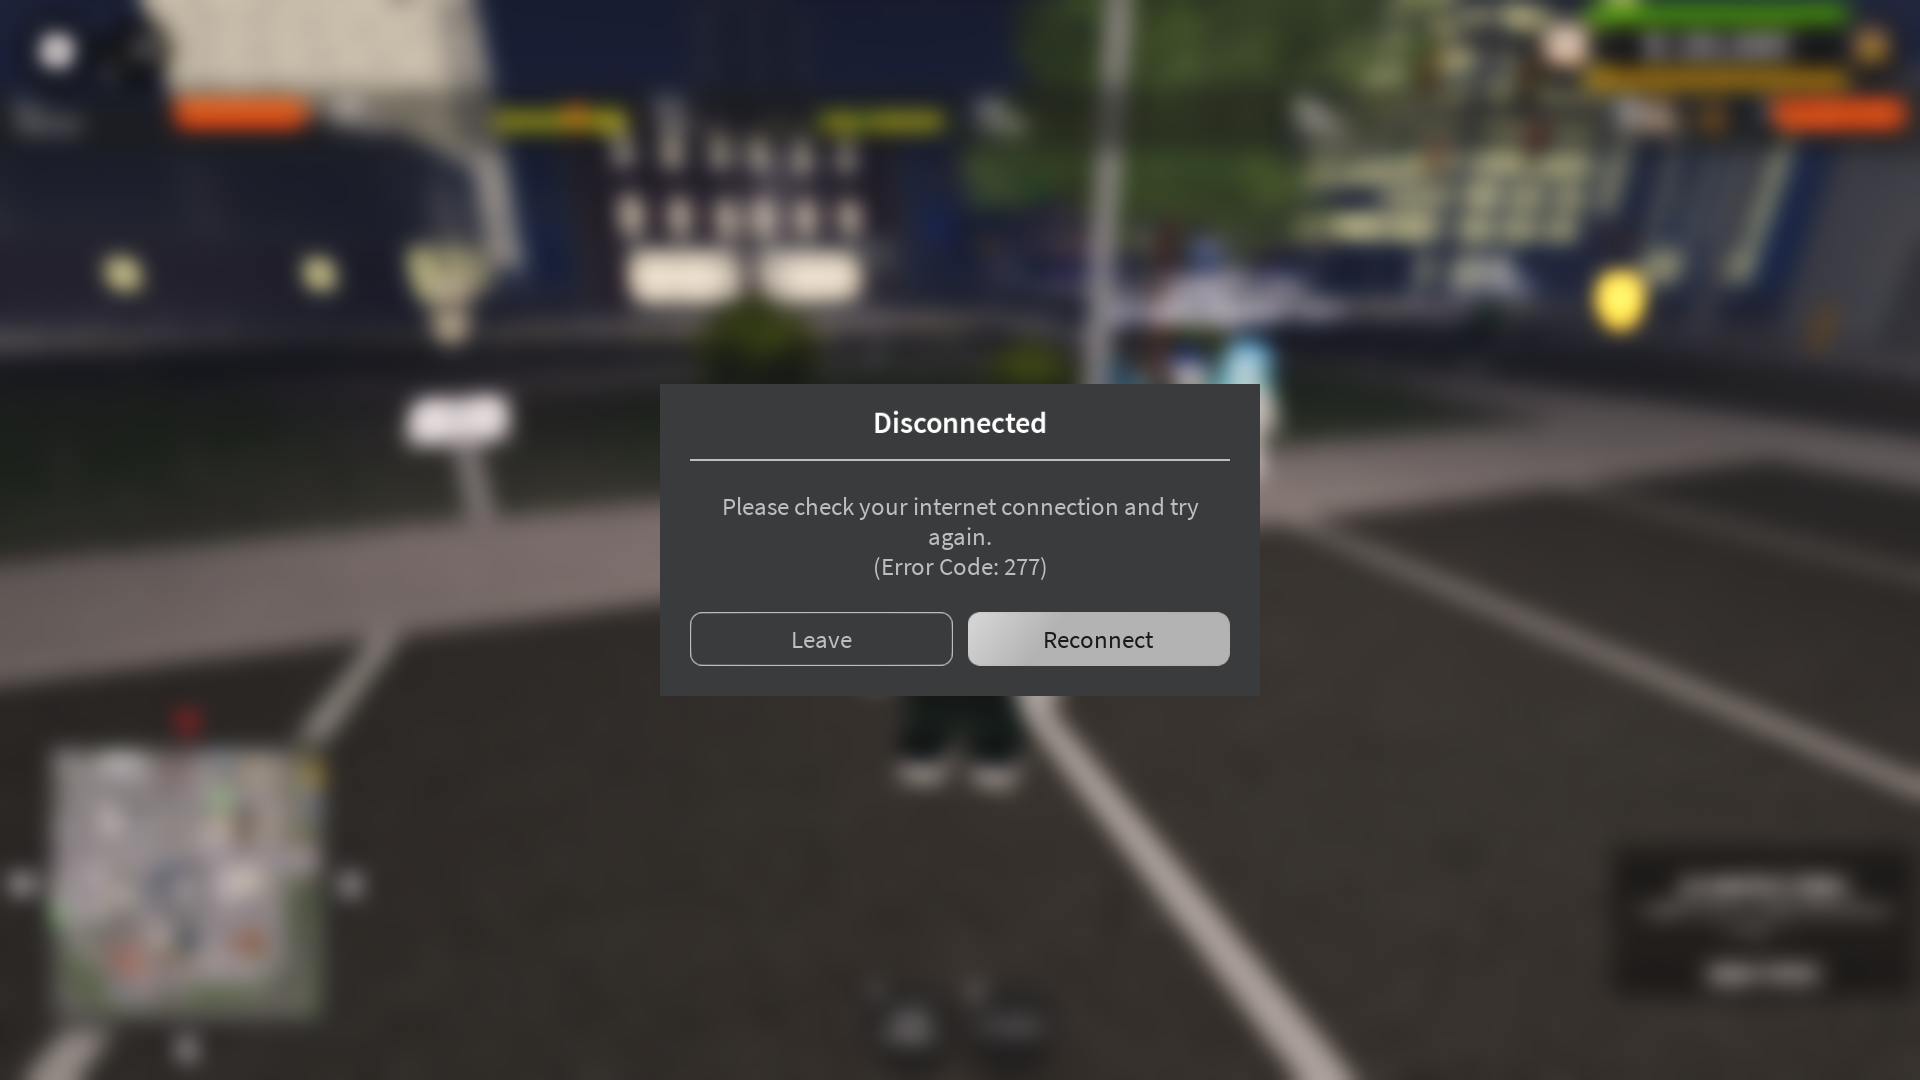 Disconnected
Please check your internet connection and try
again.
(Error Code: 277)
Leave
Reconnect